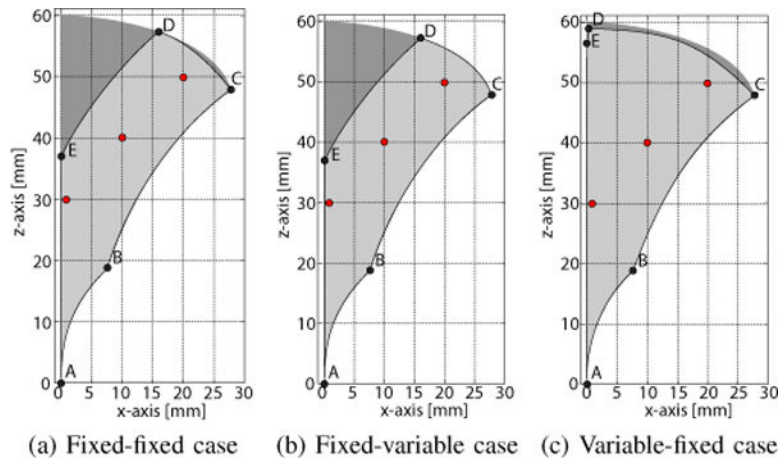 60
50
40
30
20
10
0
z-axis [mm]
A
B
C
D
E
0 5 10 15 20 25 30
x-axis [mm]
(a) Fixed-fixed case
60
50
40
30
20
10
0
z-axis [mm]
A
B
C
D
E
0 5 10 15 20 25 30
x-axis [mm]
(b) Fixed-variable case
60
50
40
30
20
10
0
z-axis [mm]
A
B
C
D
E
0 5 10 15 20 25 30
x-axis [mm]
(c) Variable-fixed case